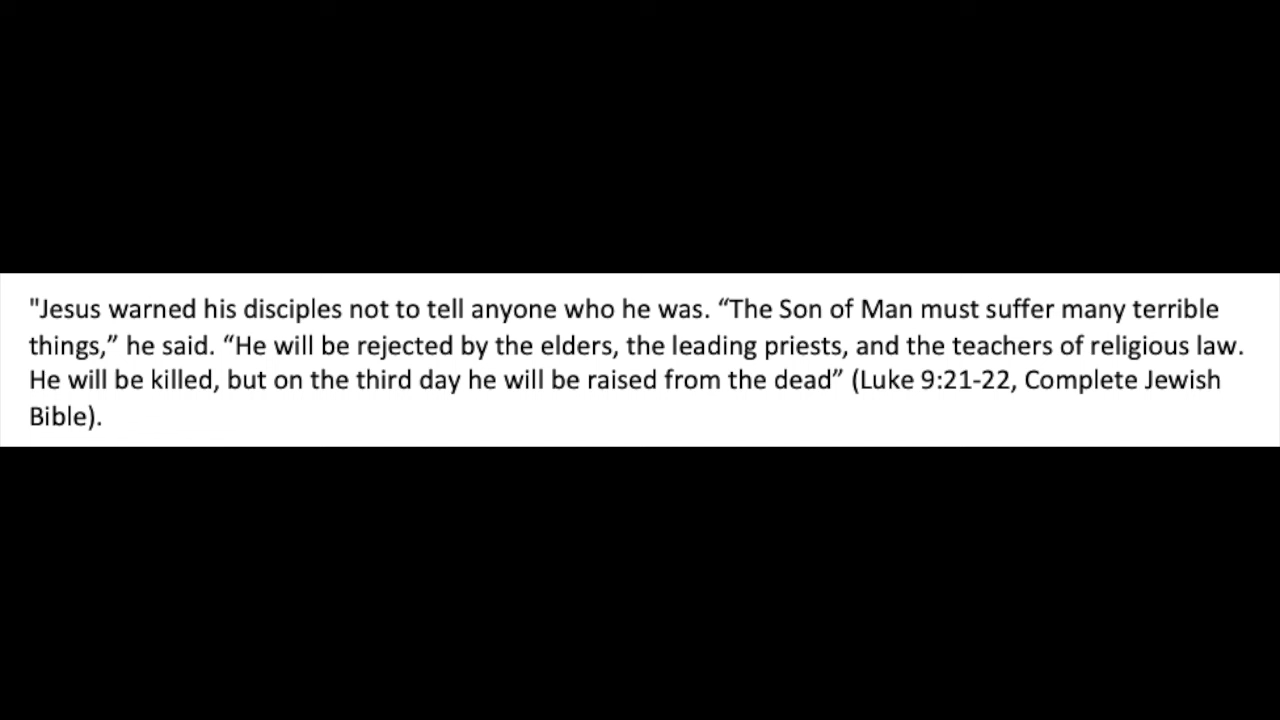 "Jesus warned his disciples not to tell anyone who he was. “The Son of Man must suffer many terrible
things,” he said. “He will be rejected by the elders, the leading priests, and the teachers of religious law.
He will be killed, but on the third day he will be raised from the dead” (Luke 9:21-22, Complete Jewish
Bible).